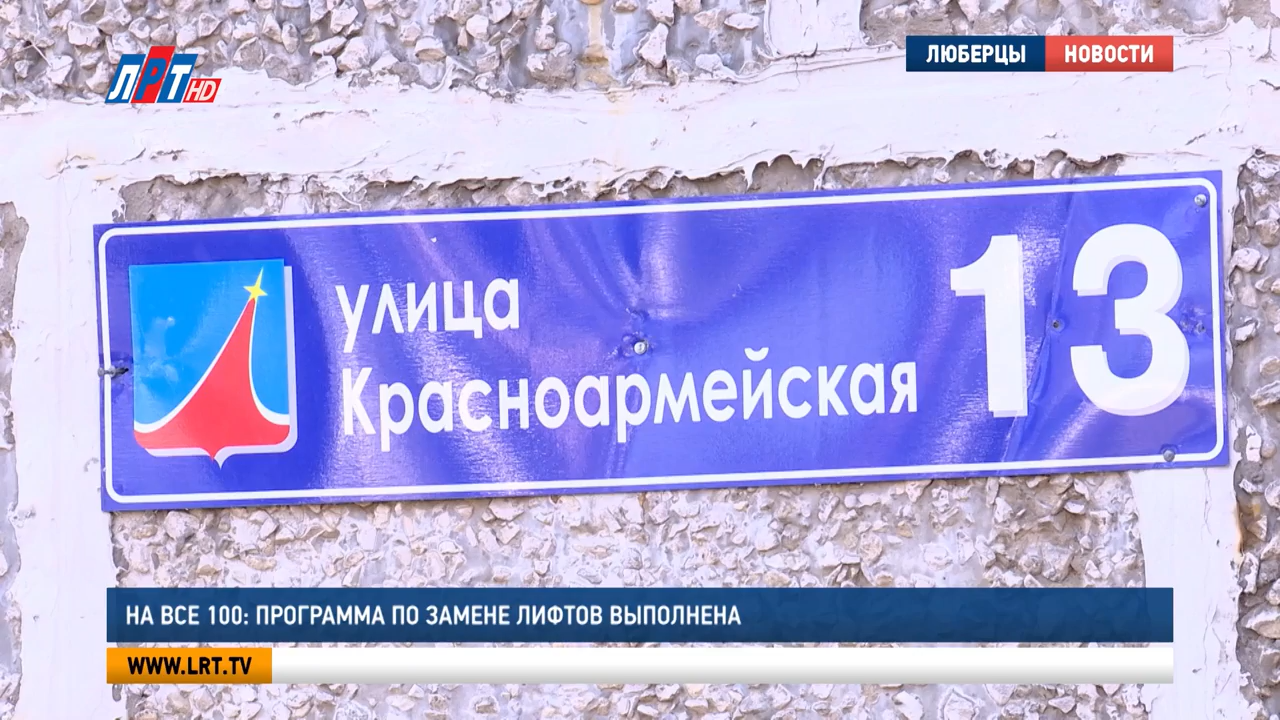 ЛРТ HD
ЛЮБЕРЦЫ НОВОСТИ
улица
Красноармейская
13
НА ВСЕ 100: ПРОГРАММА ПО ЗАМЕНЕ ЛИФТОВ ВЫПОЛНЕНА
WWW.LRT.TV